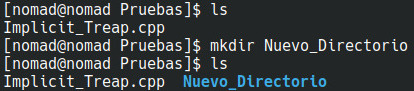 [nomad@nomad Pruebas]$ ls
Implicit_Treap.cpp
[nomad@nomad Pruebas]$ mkdir Nuevo_Directorio
[nomad@nomad Pruebas]$ ls
Implicit_Treap.cpp  Nuevo_Directorio